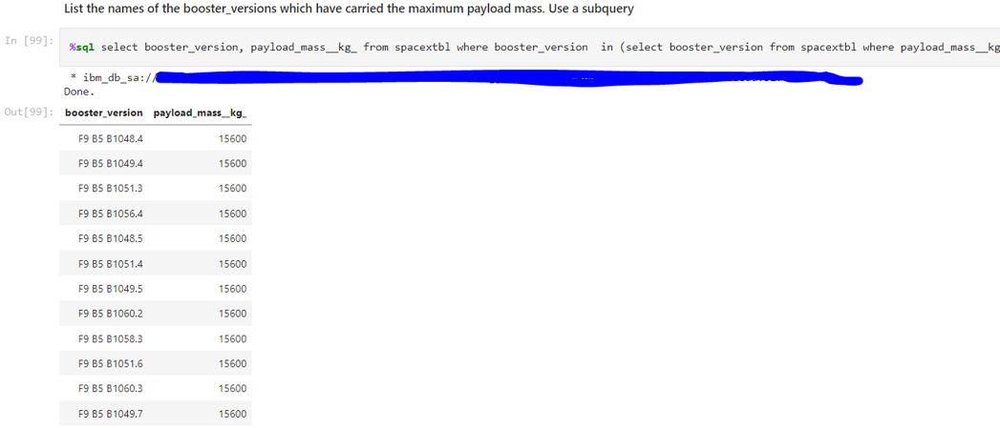 List the names of the booster_versions which have carried the maximum payload mass. Use a subquery
In [99]: %sql select booster_version, payload_mass__kg_ from spacextbl where booster_version  in (select booster_version from spacextbl where payload_mass__kg
* ibm_db_sa://
Done.
Out[99]: booster_version payload_mass__kg_
F9 B5 B1048.4 15600
F9 B5 B1049.4 15600
F9 B5 B1051.3 15600
F9 B5 B1056.4 15600
F9 B5 B1048.5 15600
F9 B5 B1051.4 15600
F9 B5 B1049.5 15600
F9 B5 B1060.2 15600
F9 B5 B1058.3 15600
F9 B5 B1051.6 15600
F9 B5 B1060.3 15600
F9 B5 B1049.7 15600